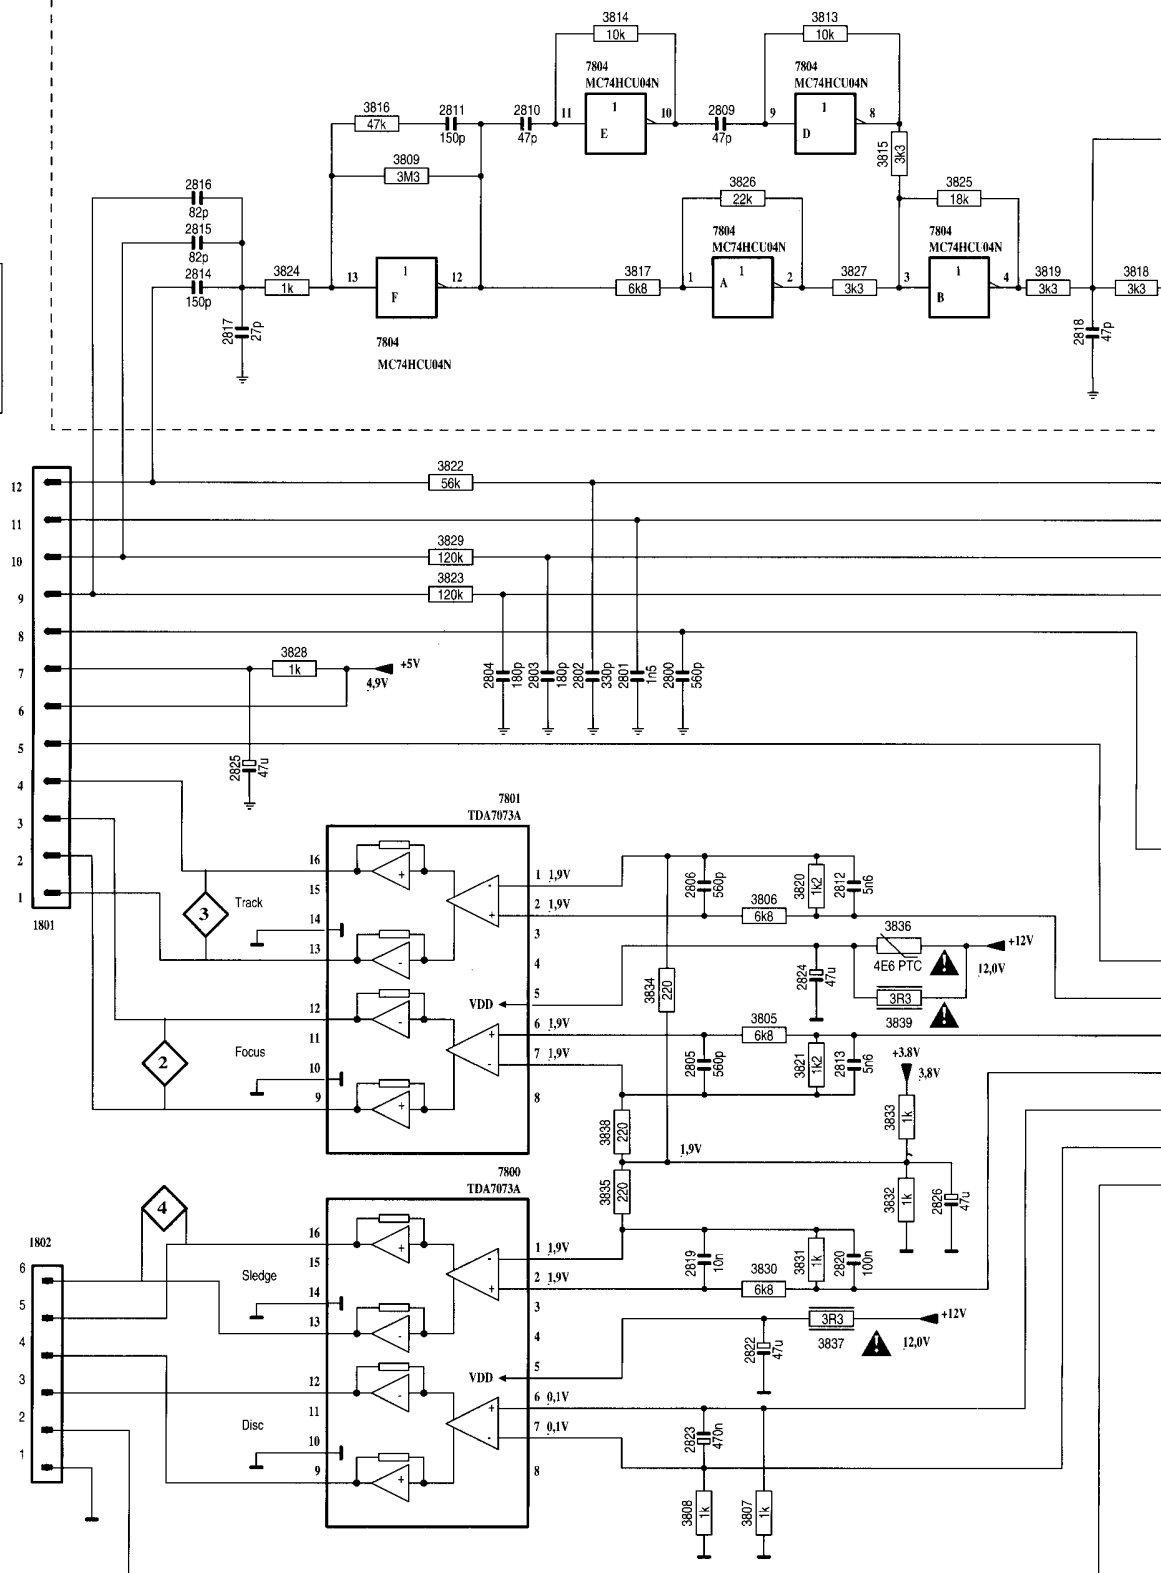 3814
10k
3813
10k
7804
MC74HCU04N
7804
MC74HCU04N
3816
47k
2811
150p
2810
47p
11
1
E
10
2809
47p
9
1
D
8
3815
3k3
3809
3M3
2816
82p
2815
82p
2814
150p
3826
22k
3825
18k
7804
MC74HCU04N
7804
MC74HCU04N
3824
1k
13
1
F
12
3817
6k8
1
1
A
2
3827
3k3
3
1
B
4
3819
3k3
3818
3k3
2817
27p
2818
47p
7804
MC74HCU04N
12
3822
56k
11
10
3829
120k
9
3823
120k
8
7
3828
1k
+5V
4,9V
2804
180p
2803
180p
2802
330p
2801
1n5
2800
560p
6
5
2825
47u
4
3
2
1
1801
7801
TDA7073A
16
+
-
1 1,9V
15
2 1,9V
+
14
3
13
-
4
Track
3
2806
560p
3820
1k2
2812
5n6
3806
6k8
3836
4E6 PTC
+12V
12,0V
3R3
3839
2824
47u
3834
220
VDD
5
12
-
+
6 1,9V
11
7 1,9V
-
10
8
9
+
Focus
2
3805
6k8
2805
560p
3821
1k2
2813
5n6
+3.8V
3,8V
3833
1k
3838
220
1,9V
3835
220
3832
1k
2826
47u
7800
TDA7073A
4
1802
6
5
4
3
2
1
16
+
-
1 1,9V
15
2 1,9V
+
14
3
13
-
4
Sledge
2819
10n
3831
1k
2820
100n
3830
6k8
3R3
3837
+12V
12,0V
2822
47u
VDD
5
12
-
+
6 0,1V
11
7 0,1V
-
10
8
9
+
Disc
2823
470n
3808
1k
3807
1k